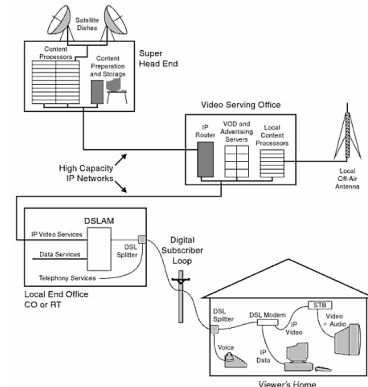 Satellite
Dishes
Content
Processors
Content
Preparation
and Storage
Super
Head End
Video Serving Office
IP
Router
VOD and
Advertising
Servers
Local
Content
Processors
High Capacity
IP Networks
Local
Off-Air
Antenna
DSLAM
IP Video Services
Data Services
Telephony Services
DSL
Splitter
Local End Office
CO or RT
Digital
Subscriber
Loop
DSL
Splitter
DSL Modem
STB
IP
Video
Video
+ Audio
Voice
IP
Data
Viewer's Home